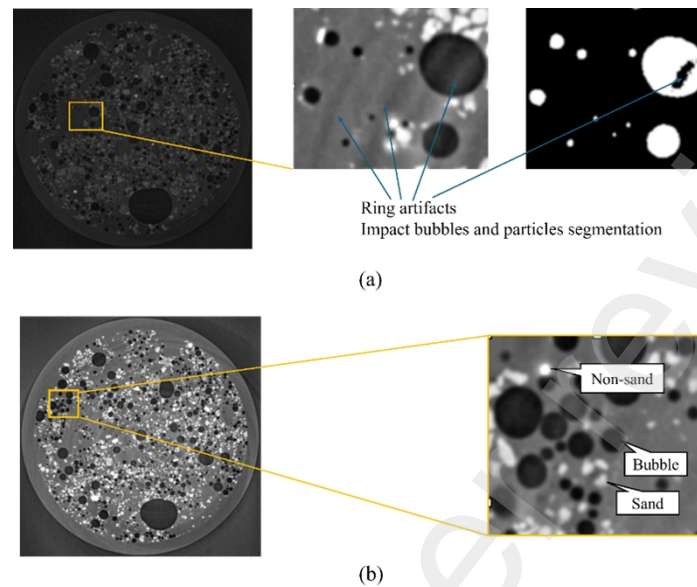 Ring artifacts
Impact bubbles and particles segmentation
(a)
Non-sand
Bubble
Sand
(b)